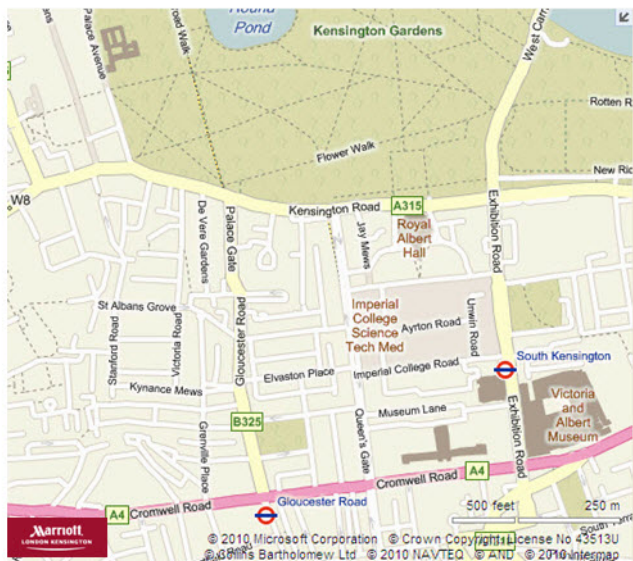 Round
Pond
Kensington Gardens
Palace Avenue
road Walk
West Carr
Rotten R
Flower Walk
New Rid
W8
Kensington Road
A315
Royal
Albert
Hall
De Vere Gardens
Palace Gate
Jay Mews
Exhibition Road
St Albans Grove
Stanford Road
Victoria Road
Gloucester Road
Imperial
College
Science
Tech Med
Ayrton Road
Unwin Road
South Kensington
Elvaston Place
Imperial College Road
Kynance Mews
Museum Lane
Victoria
and
Albert
Museum
Exhibition Road
B325
Grenville Place
Queen's Gate
Cromwell Road
A4
A4
Cromwell Road
Gloucester Road
500 feet
250 m
Marriott
LONDON KENSINGTON
© 2010 Microsoft Corporation © Crown Copyright License No 43513U
© Collins Bartholomew Ltd © 2010 NAVTEQ © AND © 2010 Intermap